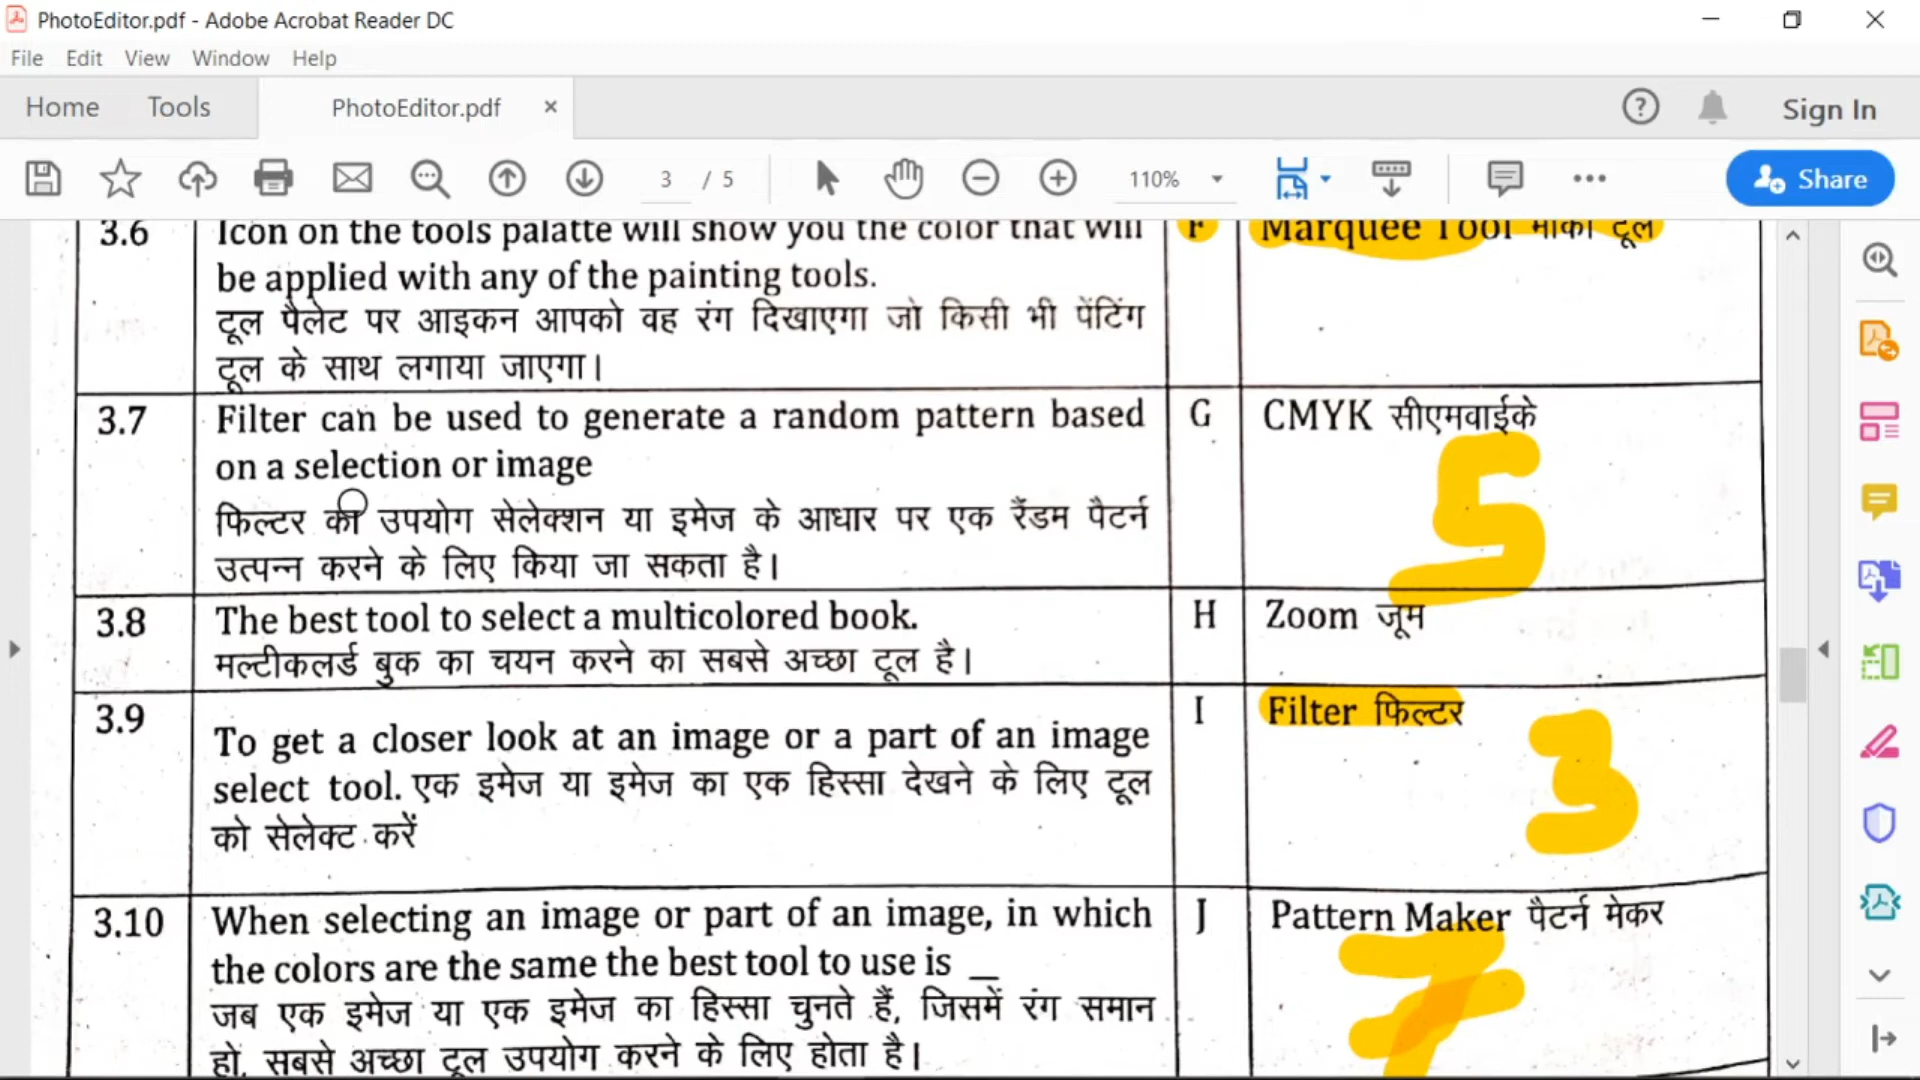 PhotoEditor.pdf - Adobe Acrobat Reader DC
File Edit View Window Help
Home Tools PhotoEditor.pdf × Sign In
3 / 5 110% Share
3.6 Icon on the tools palatte will show you the color that will F Marquee Tool मार्की टूल
be applied with any of the painting tools.
टूल पैलेट पर आइकन आपको वह रंग दिखाएगा जो किसी भी पेंटिंग
टूल के साथ लगाया जाएगा।
3.7 Filter can be used to generate a random pattern based G CMYK सीएमवाईके
on a selection or image
5
फिल्टर की उपयोग सेलेक्शन या इमेज के आधार पर एक रैंडम पैटर्न
उत्पन्न करने के लिए किया जा सकता है।
3.8 The best tool to select a multicolored book. H Zoom जूम
मल्टीकलर्ड बुक का चयन करने का सबसे अच्छा टूल है।
3.9 I Filter फिल्टर
To get a closer look at an image or a part of an image
3
select tool. एक इमेज या इमेज का एक हिस्सा देखने के लिए टूल
को सेलेक्ट करें
3.10 When selecting an image or part of an image, in which J Pattern Maker पैटर्न मेकर
the colors are the same the best tool to use is __
7
जब एक इमेज या एक इमेज का हिस्सा चुनते हैं, जिसमें रंग समान
हो, सबसे अच्छा टूल उपयोग करने के लिए होता है।